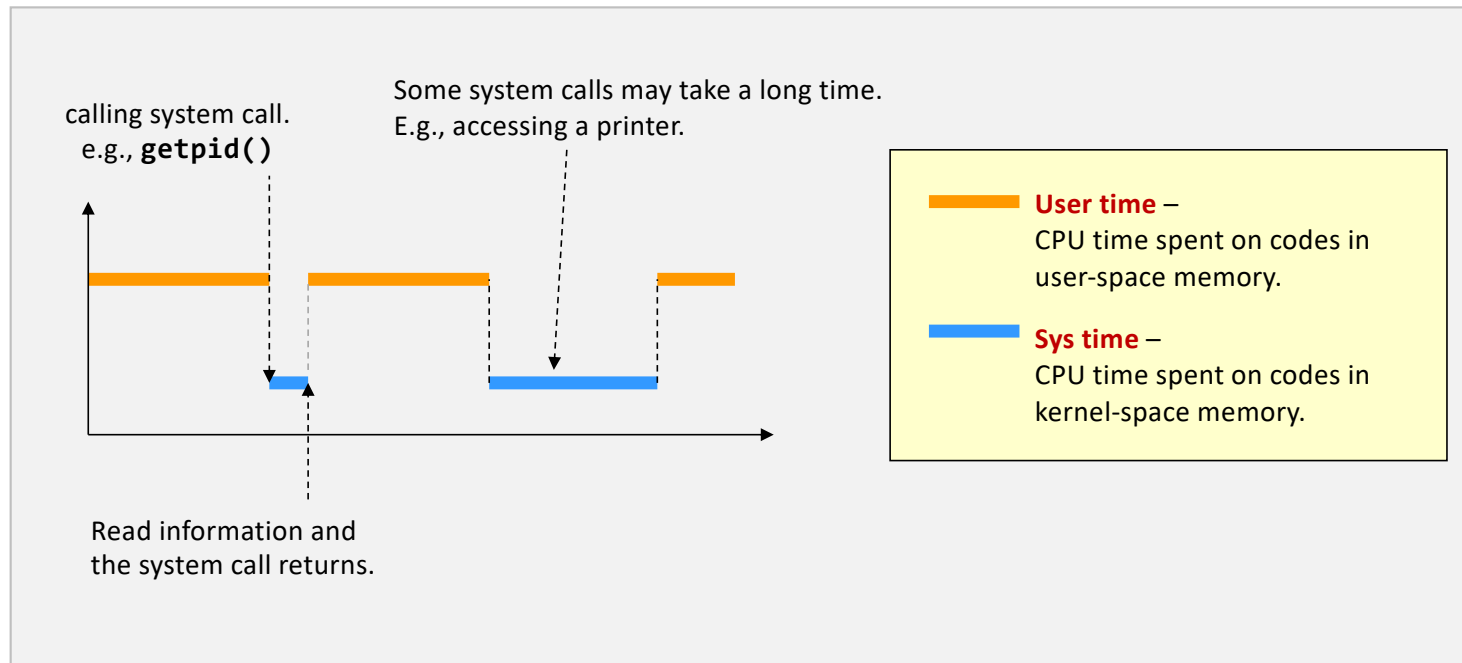 calling system call.
e.g., getpid()
Some system calls may take a long time.
E.g., accessing a printer.
Read information and
the system call returns.
User time –
CPU time spent on codes in
user-space memory.
Sys time –
CPU time spent on codes in
kernel-space memory.